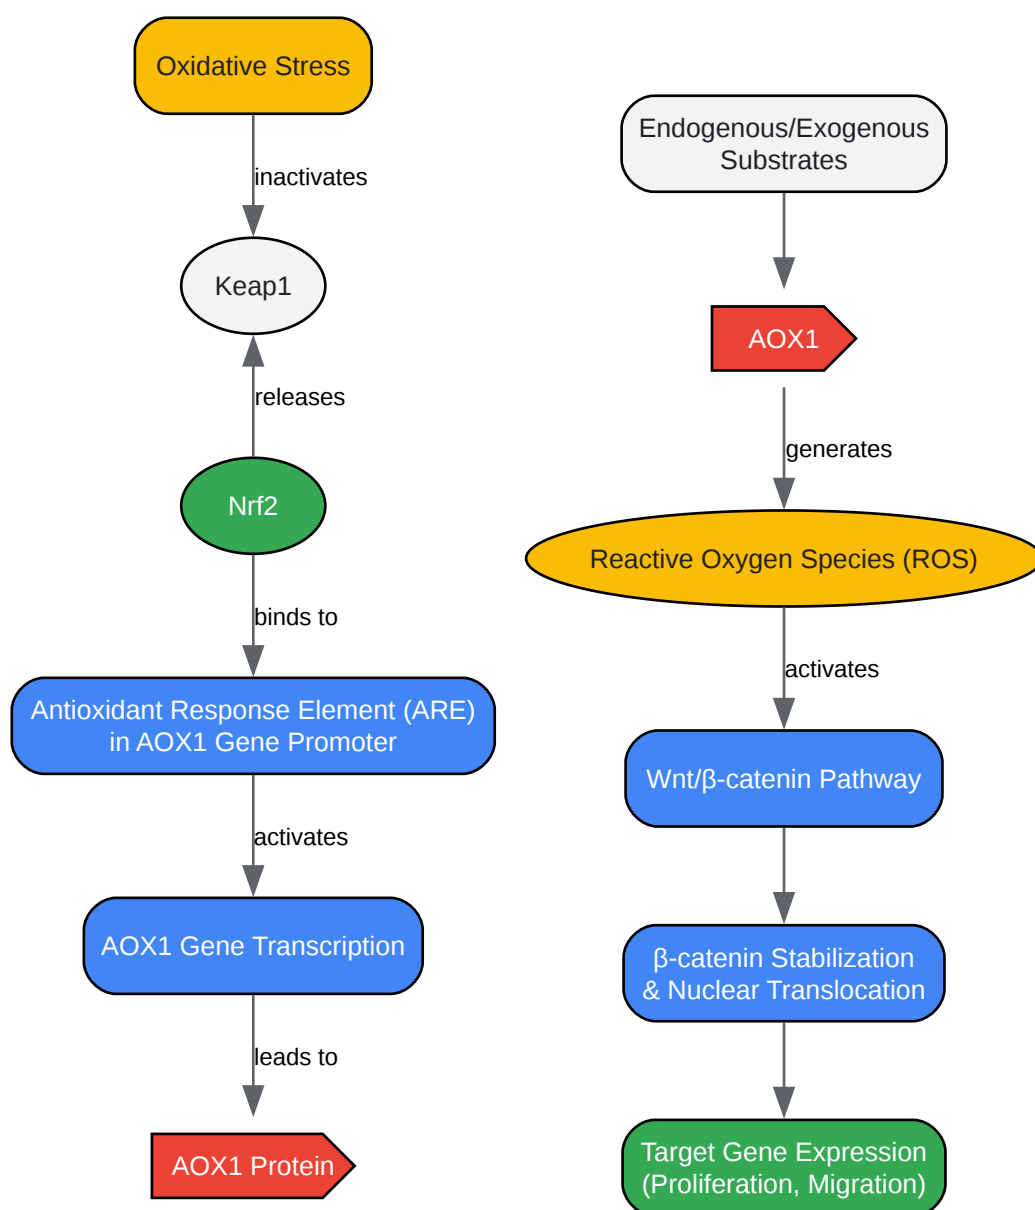 Oxidative Stress
inactivates
Keap1
releases
Nrf2
binds to
Antioxidant Response Element (ARE)
in AOX1 Gene Promoter
activates
AOX1 Gene Transcription
leads to
AOX1 Protein
Endogenous/Exogenous
Substrates
AOX1
generates
Reactive Oxygen Species (ROS)
activates
Wnt/β-catenin Pathway
β-catenin Stabilization
& Nuclear Translocation
Target Gene Expression
(Proliferation, Migration)